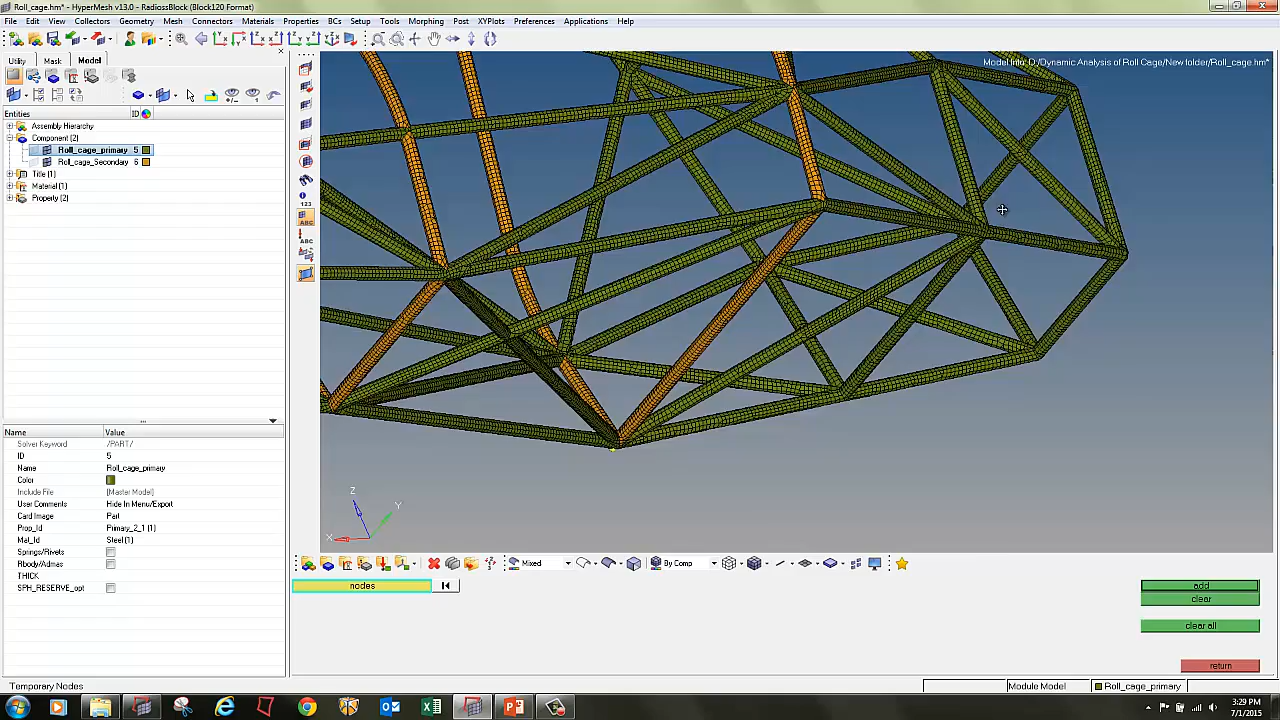 Roll_cage.hm* - HyperMesh v13.0 - RadiossBlock (Block120 Format)
File Edit View Collectors Geometry Mesh Connectors Materials Properties BCs Setup Tools Morphing Post XYPlots Preferences Applications Help
Utility Mask Model
Model Info: D:/Dynamic Analysis of Roll Cage/New folder/Roll_cage.hm*
Entities ID
Assembly Hierarchy
Component (2)
Roll_cage_primary 5
Roll_cage_Secondary 6
Title (1)
Material (1)
Property (2)
123
ABC
ABC
Name Value
Solver Keyword /PART/
ID 5
Name Roll_cage_primary
Color
Include File [Master Model]
User Comments Hide In Menu/Export
Card Image Part
Prop_Id Primary_2_1 (1)
Mat_Id Steel (1)
Springs/Rivets
Rbody/Admas
THICK
SPH_RESERVE_opt
Z
Y
X
Mixed
By Comp
nodes
add
clear
clear all
return
Temporary Nodes
Module Model
Roll_cage_primary
3:29 PM
7/1/2015